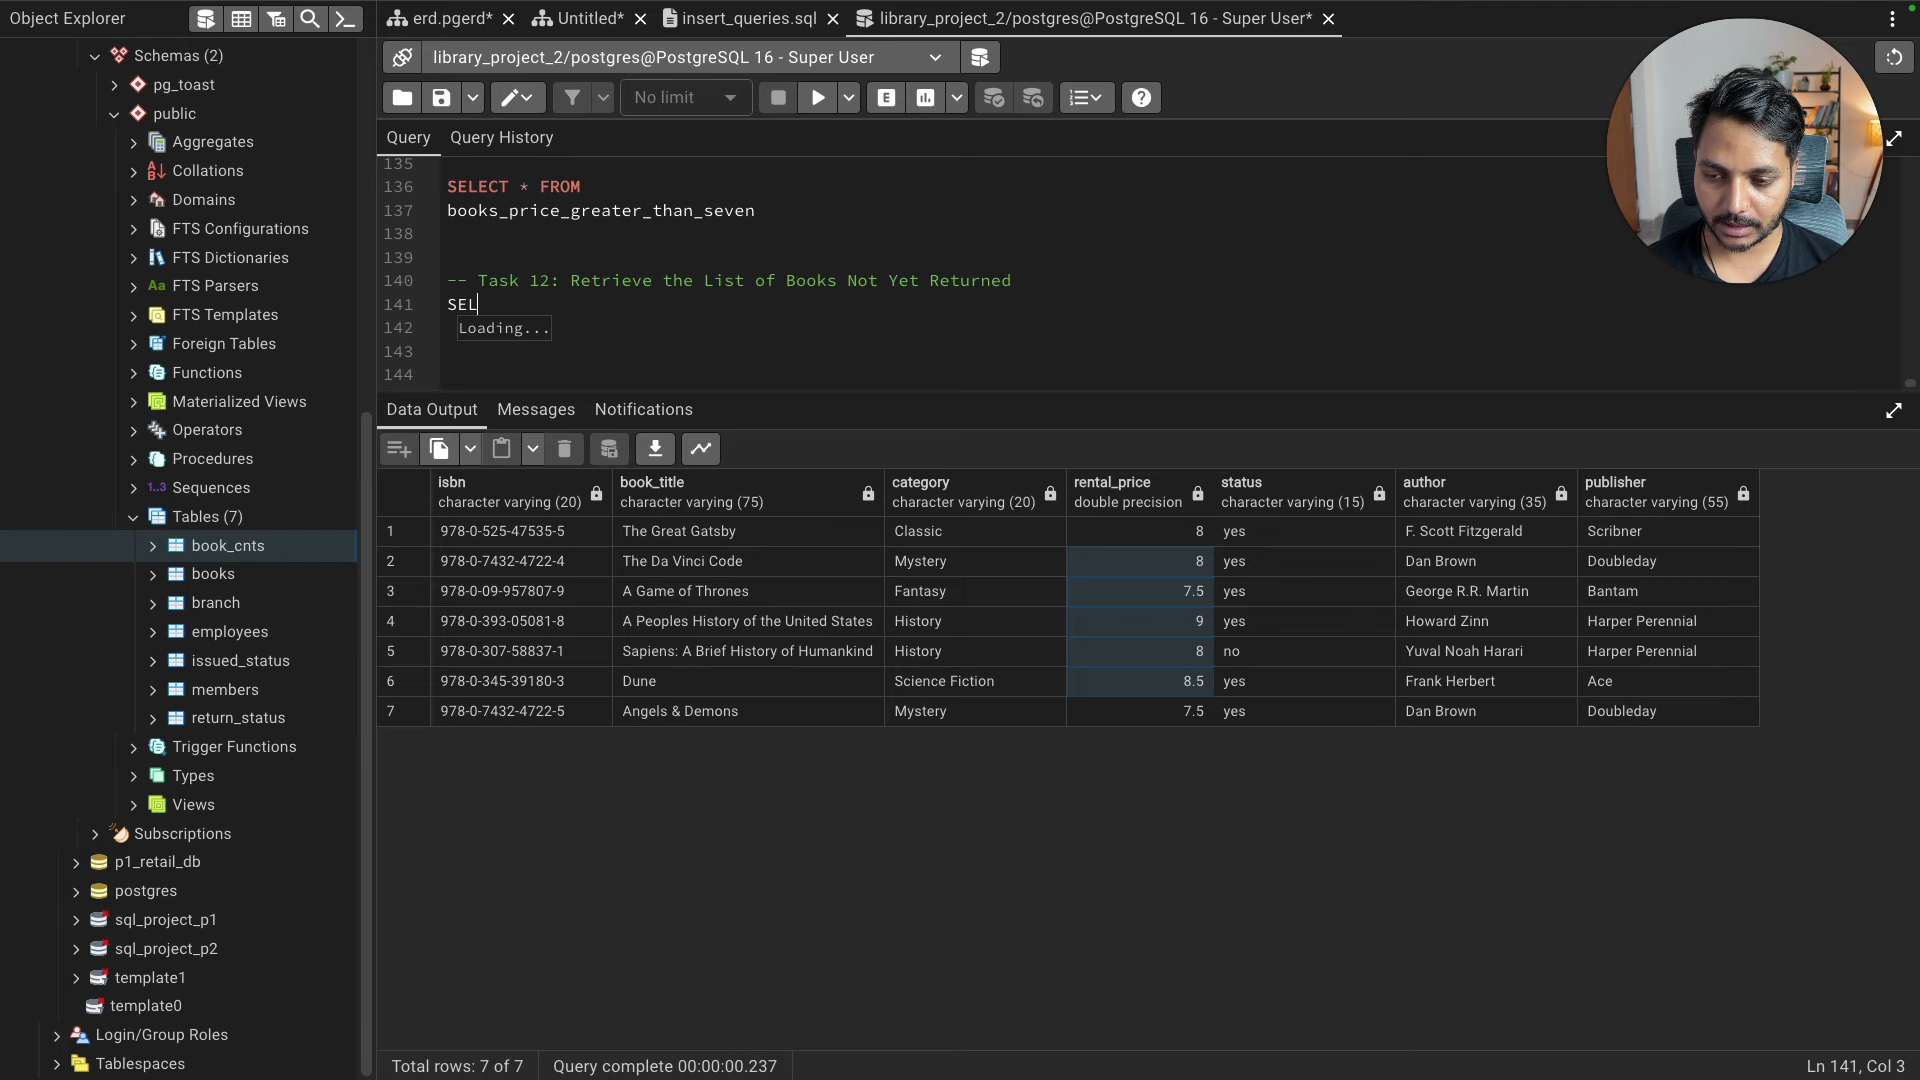 Object Explorer
erd.pgerd*
Untitled*
insert_queries.sql
library_project_2/postgres@PostgreSQL 16 - Super User*
Schemas (2)
pg_toast
public
Aggregates
Collations
Domains
FTS Configurations
FTS Dictionaries
Aa FTS Parsers
FTS Templates
Foreign Tables
Functions
Materialized Views
Operators
Procedures
1..3 Sequences
Tables (7)
book_cnts
books
branch
employees
issued_status
members
return_status
Trigger Functions
Types
Views
Subscriptions
p1_retail_db
postgres
sql_project_p1
sql_project_p2
template1
template0
Login/Group Roles
Tablespaces
library_project_2/postgres@PostgreSQL 16 - Super User
No limit
E
Query Query History
135
136 SELECT * FROM
137 books_price_greater_than_seven
138
139
140 -- Task 12: Retrieve the List of Books Not Yet Returned
141 SEL
142 Loading...
143
144
Data Output Messages Notifications
isbn book_title category rental_price status author publisher
character varying (20) character varying (75) character varying (20) double precision character varying (15) character varying (35) character varying (55)
1 978-0-525-47535-5 The Great Gatsby Classic 8 yes F. Scott Fitzgerald Scribner
2 978-0-7432-4722-4 The Da Vinci Code Mystery 8 yes Dan Brown Doubleday
3 978-0-09-957807-9 A Game of Thrones Fantasy 7.5 yes George R.R. Martin Bantam
4 978-0-393-05081-8 A Peoples History of the United States History 9 yes Howard Zinn Harper Perennial
5 978-0-307-58837-1 Sapiens: A Brief History of Humankind History 8 no Yuval Noah Harari Harper Perennial
6 978-0-345-39180-3 Dune Science Fiction 8.5 yes Frank Herbert Ace
7 978-0-7432-4722-5 Angels & Demons Mystery 7.5 yes Dan Brown Doubleday
Total rows: 7 of 7 Query complete 00:00:00.237 Ln 141, Col 3